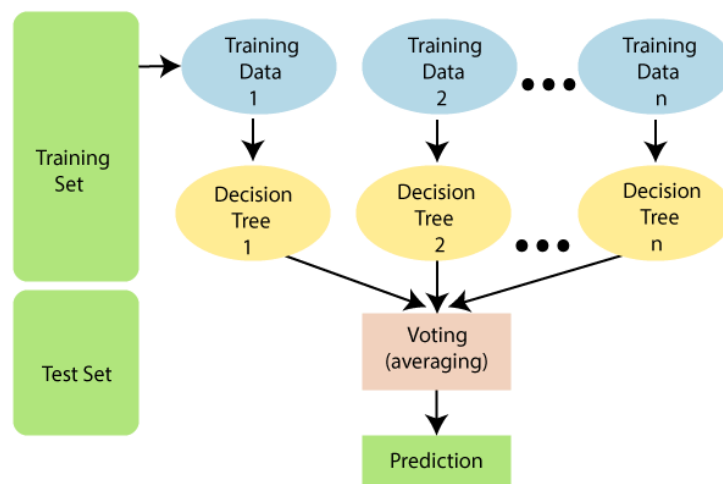 Training
Set
Test Set
Training
Data
1
Training
Data
2
Training
Data
n
Decision
Tree
1
Decision
Tree
2
Decision
Tree
n
Voting
(averaging)
Prediction